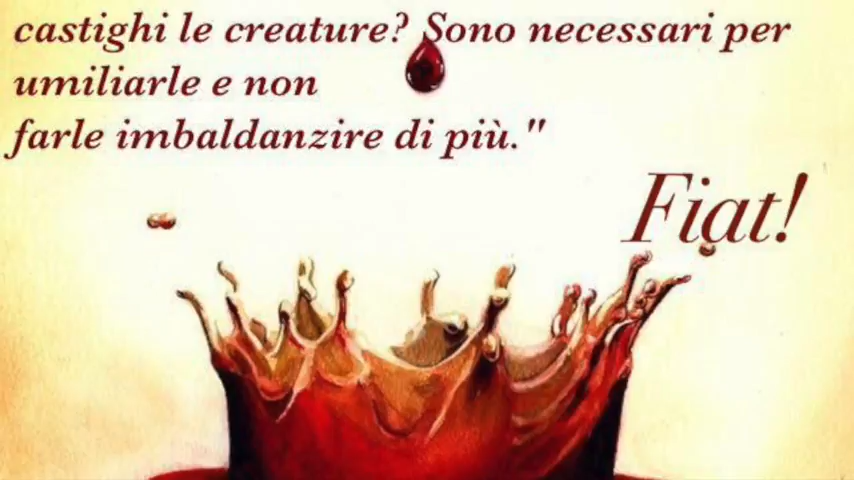 castighi le creature? Sono necessari per
umiliarle e non
farle imbaldanzire di più."
Fiat!